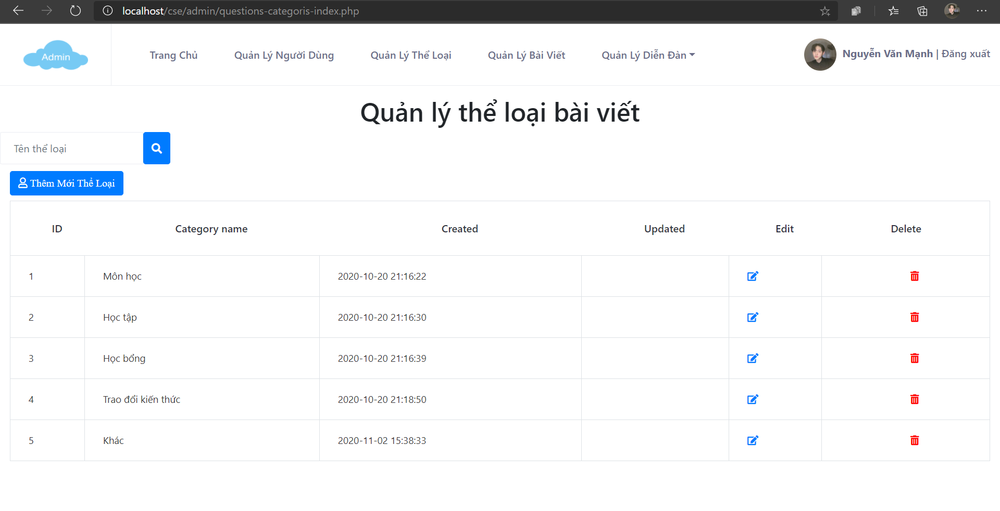 localhost/cse/admin/questions-categoris-index.php
Admin
Trang Chủ Quản Lý Người Dùng Quản Lý Thể Loại Quản Lý Bài Viết Quản Lý Diễn Đàn Nguyễn Văn Mạnh | Đăng xuất
Quản lý thể loại bài viết
Tên thể loại
Thêm Mới Thể Loại
ID Category name Created Updated Edit Delete
1 Môn học 2020-10-20 21:16:22
2 Học tập 2020-10-20 21:16:30
3 Học bổng 2020-10-20 21:16:39
4 Trao đổi kiến thức 2020-10-20 21:18:50
5 Khác 2020-11-02 15:38:33